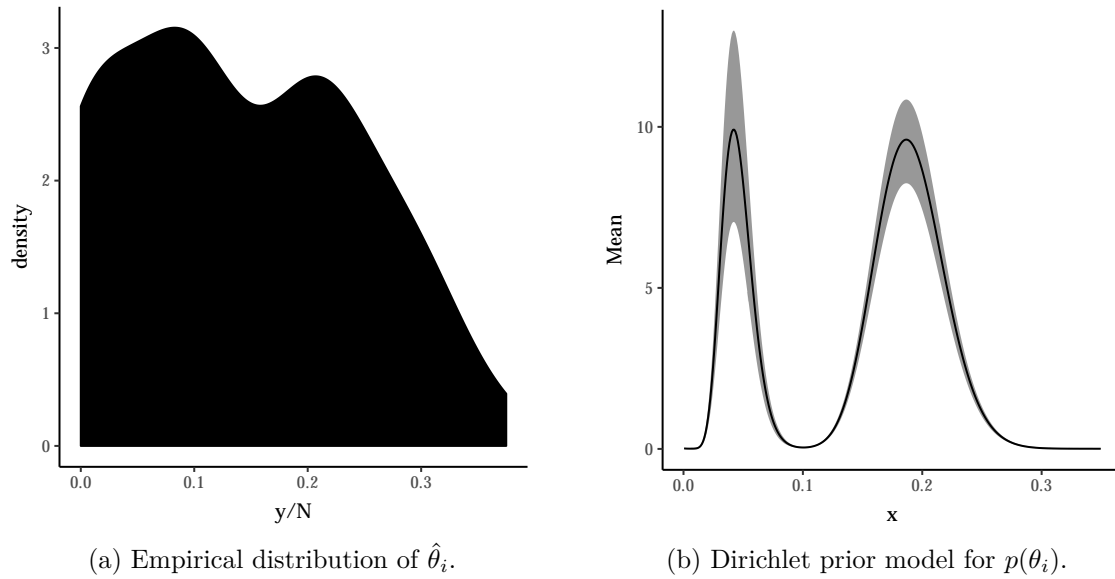 3
2
1
0
density
0.0 0.1 0.2 0.3
y/N
(a) Empirical distribution of θ̂ᵢ.
10
5
0
Mean
0.0 0.1 0.2 0.3
x
(b) Dirichlet prior model for p(θᵢ).